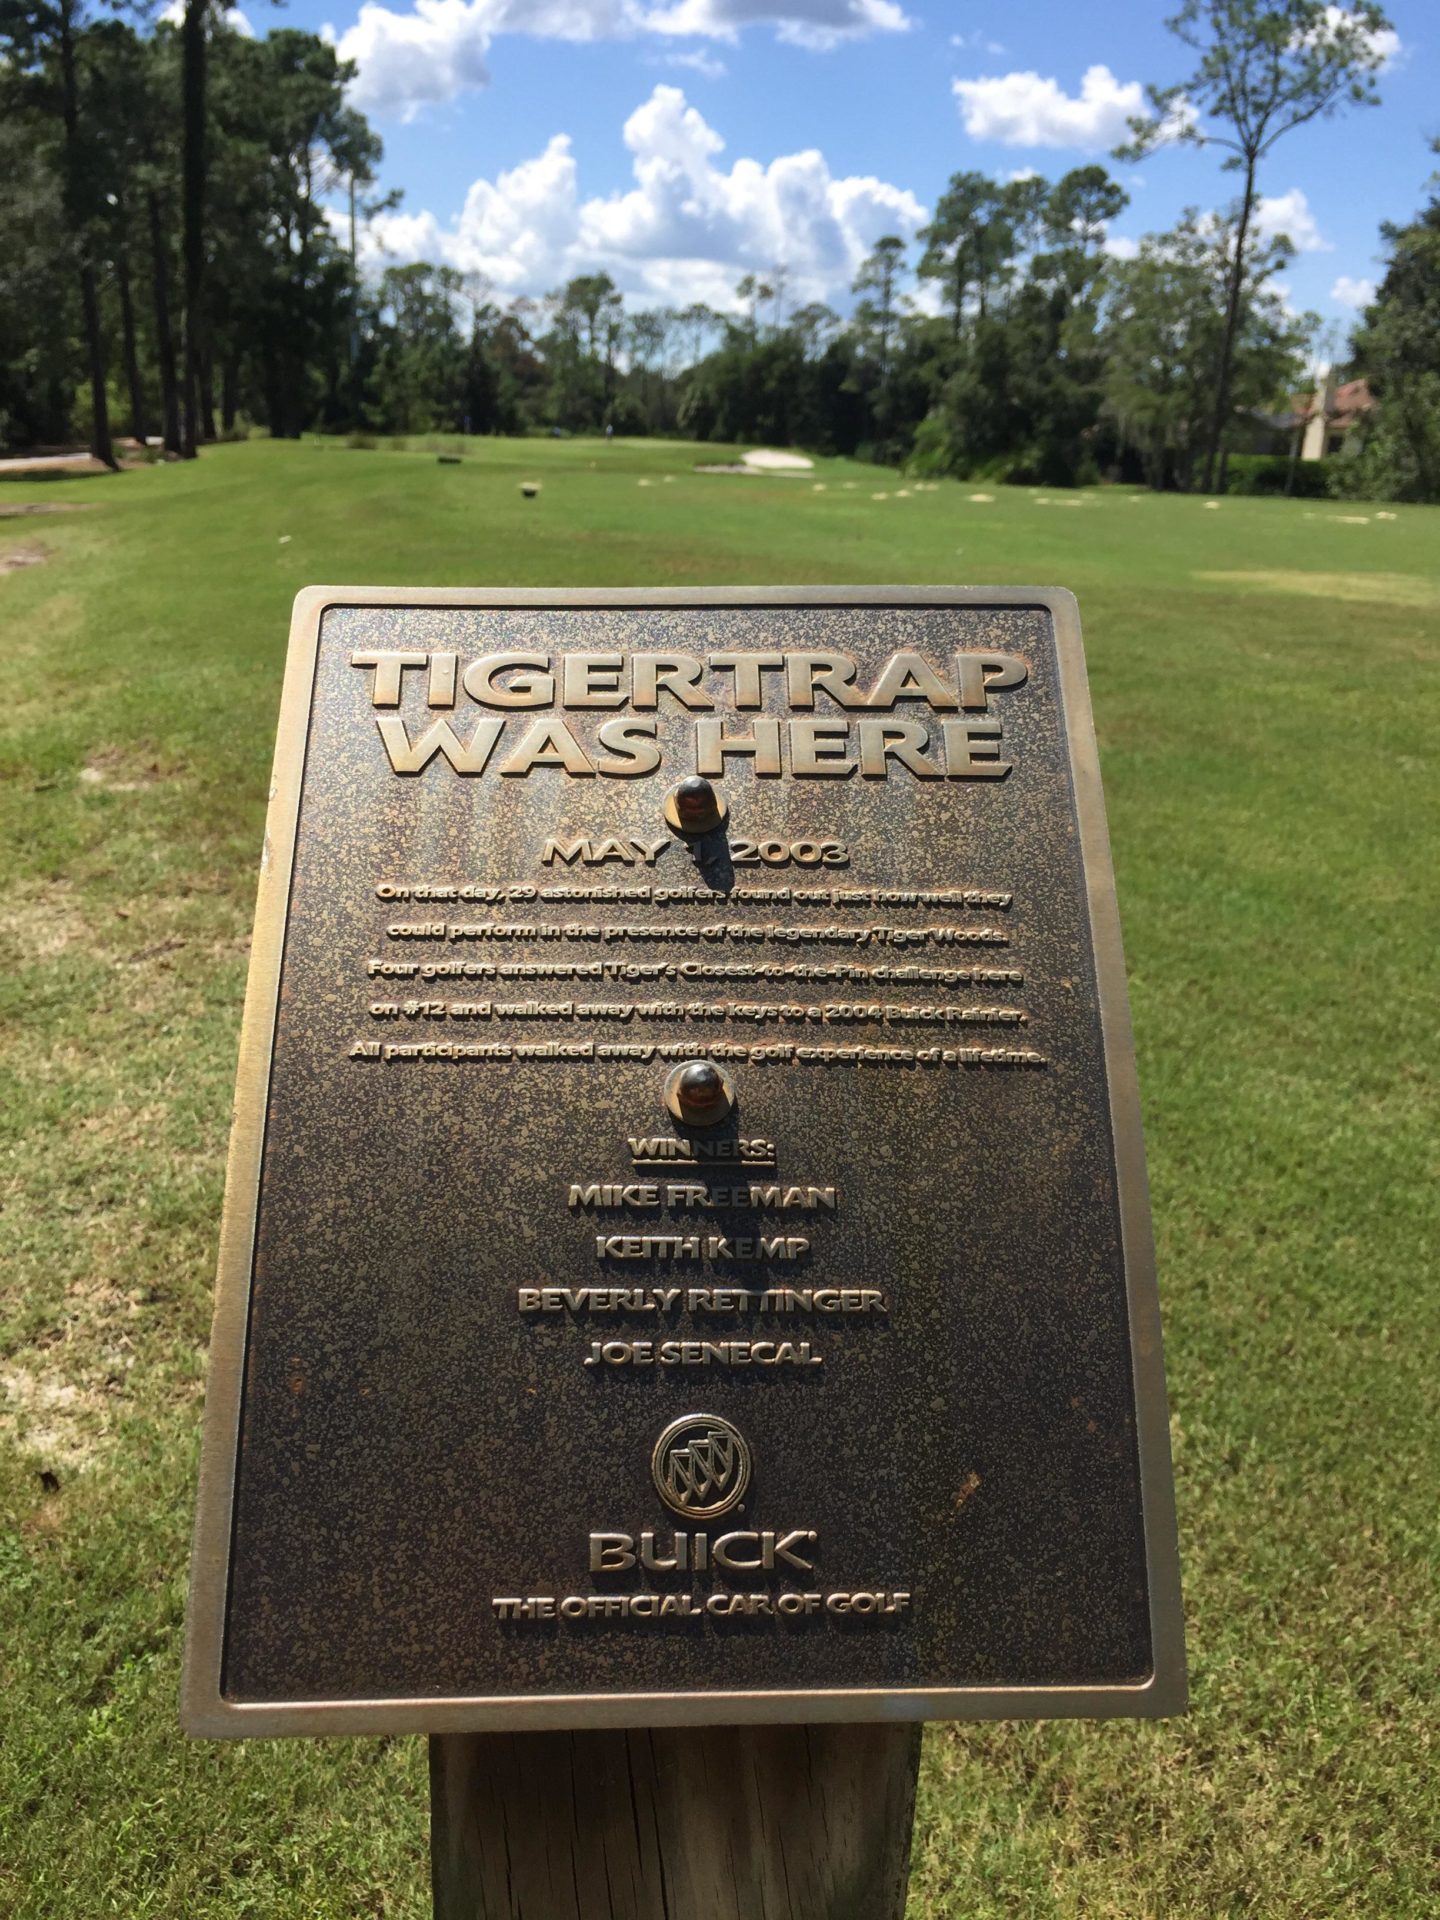 TIGERTRAP
WAS HERE
MAY 1, 2003
On that day, 29 astonished golfers found out just how well they
could perform in the presence of the legendary Tiger Woods.
Four golfers answered Tiger's Closest-to-the-Pin challenge here
on #12 and walked away with the keys to a 2004 Buick Rainier.
All participants walked away with the golf experience of a lifetime.
WINNERS:
MIKE FREEMAN
KEITH KEMP
BEVERLY RETTINGER
JOE SENECAL
BUICK
THE OFFICIAL CAR OF GOLF